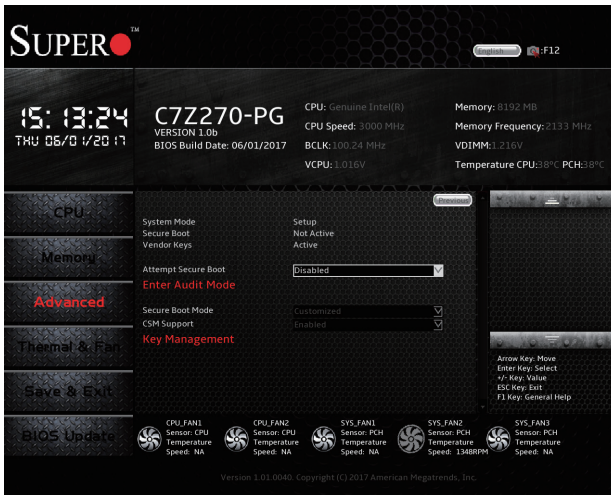 SUPER TM
English :F12
15: 13:24
THU 06/01/2017
C7Z270-PG
VERSION 1.0b
BIOS Build Date: 06/01/2017
CPU: Genuine Intel(R)
CPU Speed: 3000 MHz
BCLK:100.24 MHz
VCPU:1.016V
Memory: 8192 MB
Memory Frequency:2133 MHz
VDIMM:1.216V
Temperature CPU:38°C PCH:38°C
CPU
Memory
Advanced
Thermal & Fan
Save & Exit
BIOS Update
Previous
System Mode Setup
Secure Boot Not Active
Vendor Keys Active
Attempt Secure Boot Disabled
Enter Audit Mode
Secure Boot Mode Customized
CSM Support Enabled
Key Management
Arrow Key: Move
Enter Key: Select
+/- Key: Value
ESC Key: Exit
F1 Key: General Help
CPU_FAN1
Sensor: CPU
Temperature
Speed: NA
CPU_FAN2
Sensor: CPU
Temperature
Speed: NA
SYS_FAN1
Sensor: PCH
Temperature
Speed: NA
SYS_FAN2
Sensor: PCH
Temperature
Speed: 1348RPM
SYS_FAN3
Sensor: PCH
Temperature
Speed: NA
Version 1.01.0040. Copyright (C) 2017 American Megatrends, Inc.